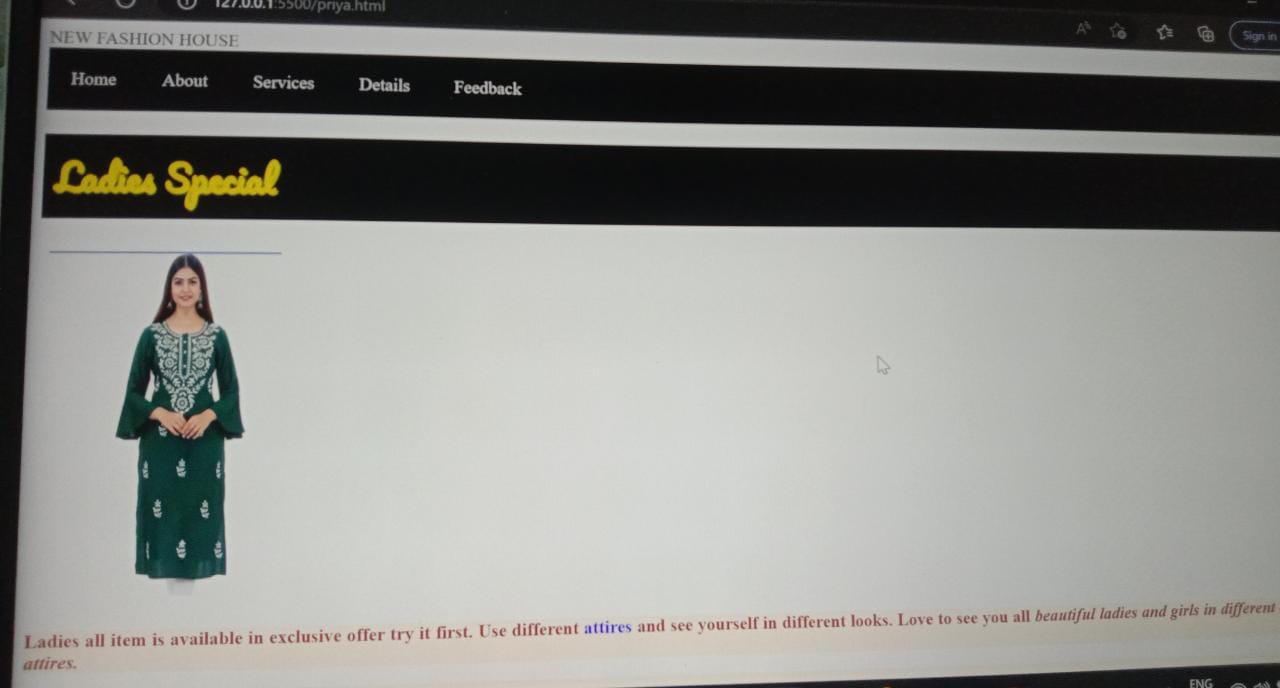 127.0.0.1:5500/priya.html
Sign in
NEW FASHION HOUSE
Home About Services Details Feedback
Ladies Special
Ladies all item is available in exclusive offer try it first. Use different attires and see yourself in different looks. Love to see you all beautiful ladies and girls in different
attires.
ENG